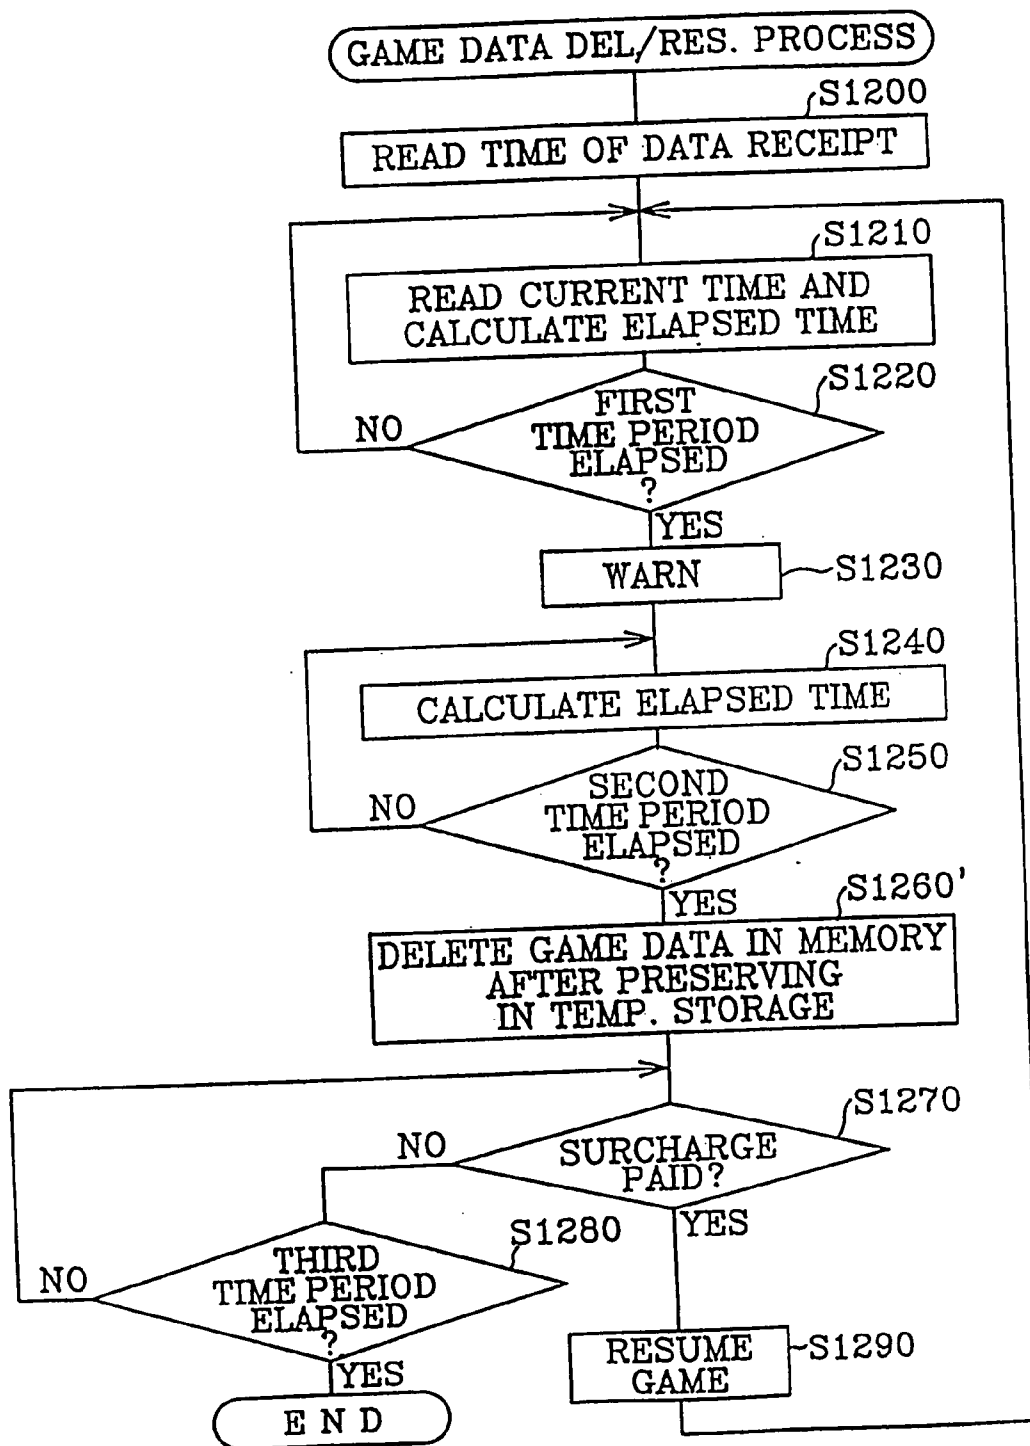 GAME DATA DEL/RES. PROCESS
S1200
READ TIME OF DATA RECEIPT
S1210
READ CURRENT TIME AND
CALCULATE ELAPSED TIME
S1220
FIRST
TIME PERIOD
ELAPSED
?
NO
YES
WARN
S1230
S1240
CALCULATE ELAPSED TIME
S1250
SECOND
TIME PERIOD
ELAPSED
?
NO
YES
S1260'
DELETE GAME DATA IN MEMORY
AFTER PRESERVING
IN TEMP. STORAGE
S1270
SURCHARGE
PAID?
NO
YES
S1280
THIRD
TIME PERIOD
ELAPSED
?
NO
YES
RESUME
GAME
S1290
END